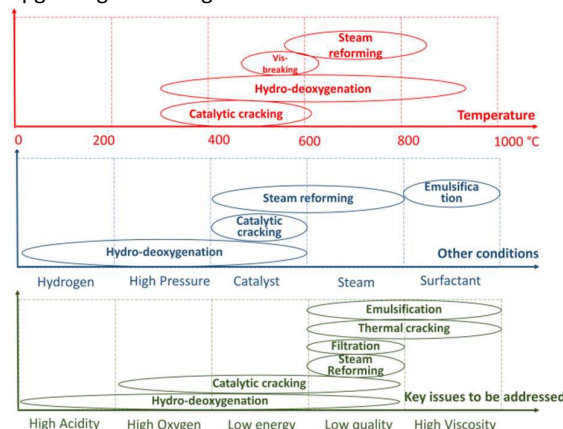 Steam
reforming
Vis-
breaking
Hydro-deoxygenation
Catalytic cracking
Temperature
0 200 400 600 800 1000 °C
Emulsifica
tion
Steam reforming
Catalytic
cracking
Hydro-deoxygenation
Other conditions
Hydrogen High Pressure Catalyst Steam Surfactant
Emulsification
Thermal cracking
Filtration
Steam
Reforming
Catalytic cracking
Hydro-deoxygenation
Key issues to be addressed
High Acidity High Oxygen Low energy Low quality High Viscosity